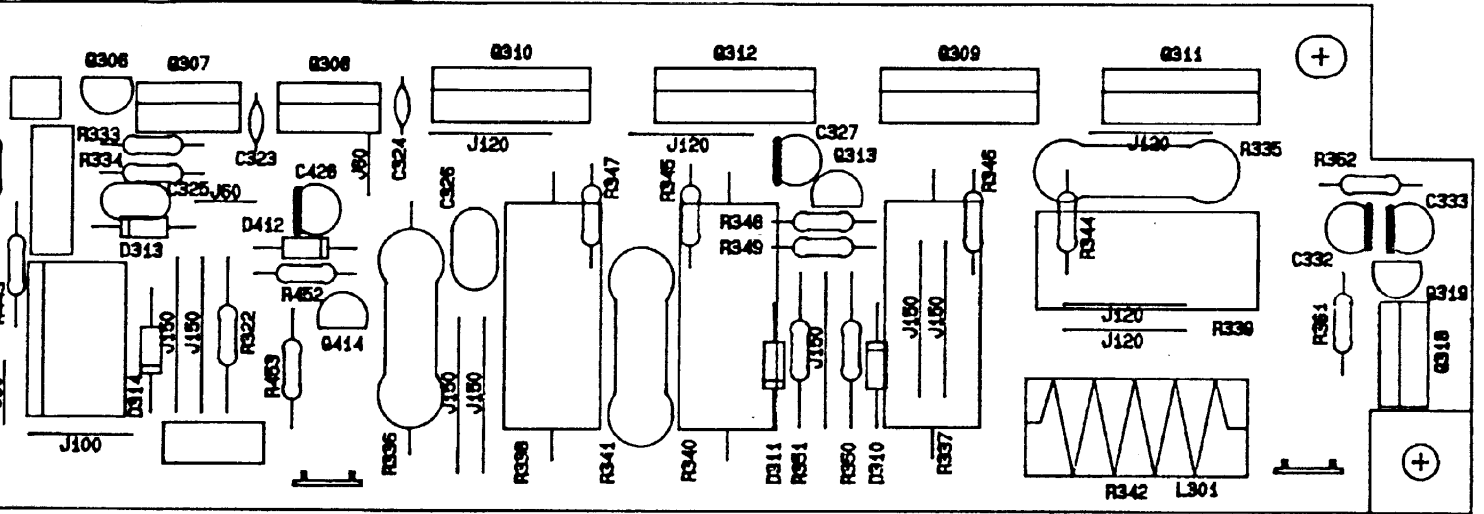 Q306
Q307
Q308
Q310
Q312
Q309
Q311
R333
R334
C323
J60
C324
J120
J120
C327
Q313
J120
R335
R362
C325
J60
C426
C326
R347
R345
R346
C333
D313
D412
R348
R349
R344
C332
R452
Q414
J120
J120
R339
Q319
R361
Q318
J150
J150
R322
R453
D314
J150
J150
J150
J150
J150
J100
R336
R338
R341
R340
D311
R351
R350
D310
R337
R342
L301